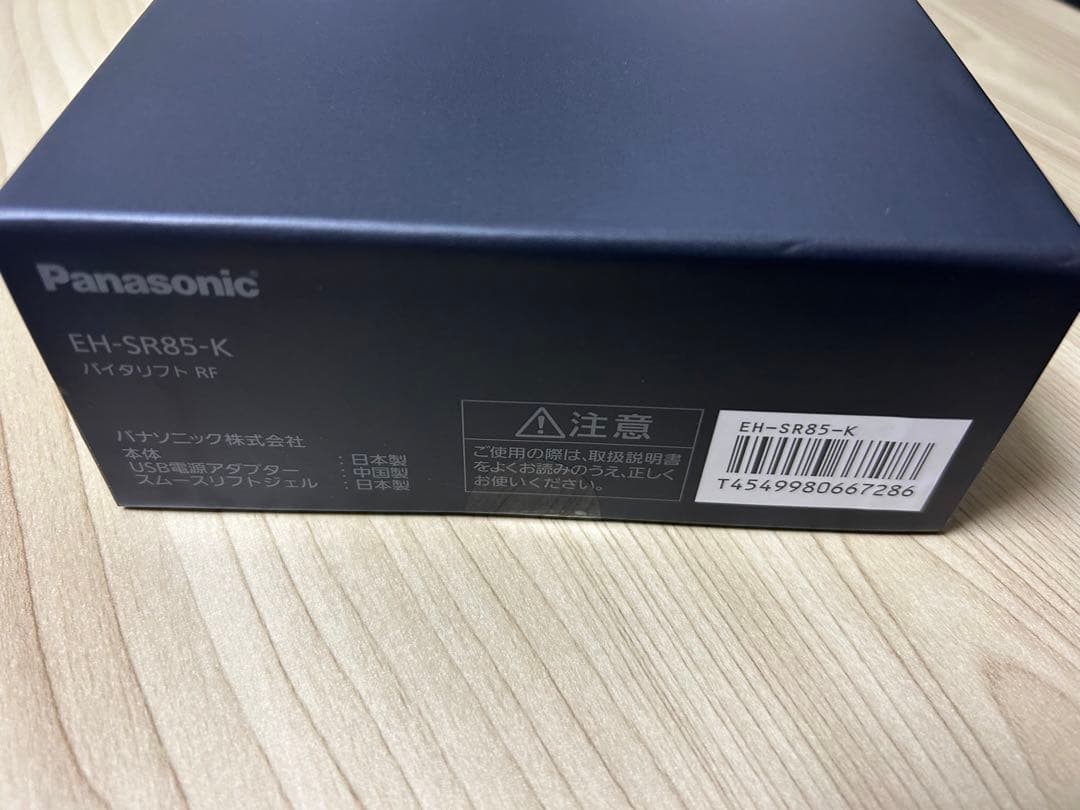 Panasonic
EH-SR85-K
バイタリフト RF
パナソニック株式会社
本体 : 日本製
USB電源アダプター : 中国製
スムースリフトジェル : 日本製
⚠注意
ご使用の際は、取扱説明書
をよくお読みのうえ、正しく
お使いください。
EH-SR85-K
T4549980667286